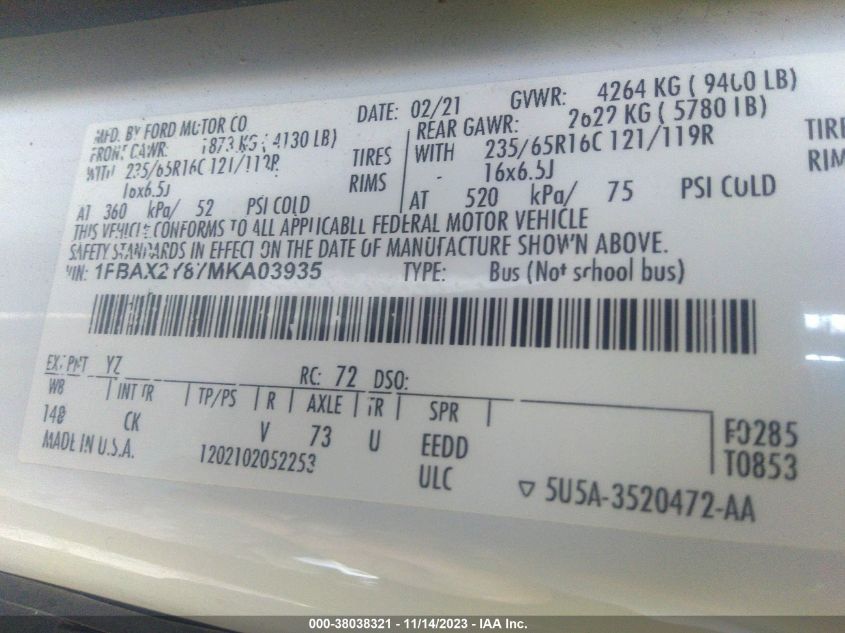 MFD. BY FORD MOTOR CO DATE: 02/21 GVWR: 4264 KG (9400 LB)
FRONT GAWR: 1873 KG (4130 LB) REAR GAWR: 2622 KG (5780 LB)
WITH 235/65R16C 121/119R TIRES WITH 235/65R16C 121/119R TIRE
16x6.5J RIMS - 16x6.5J RIM
AT 360 kPa/ 52 PSI COLD AT 520 kPa/ 75 PSI COLD
THIS VEHICLE CONFORMS TO ALL APPLICABLE FEDERAL MOTOR VEHICLE
SAFETY STANDARDS IN EFFECT ON THE DATE OF MANUFACTURE SHOWN ABOVE.
VIN: 1FBAX2Y87MKA03935 TYPE: Bus (Not school bus)
EXT PNT YZ RC: 72 DSO:
WB INT TR TP/PS R AXLE TR SPR
148 CK V 73 U EEDD
F0285
T0853
MADE IN U.S.A. 1202102052253 ULC
▽ 5U5A-3520472-AA
000-38038321 - 11/14/2023 - IAA Inc.